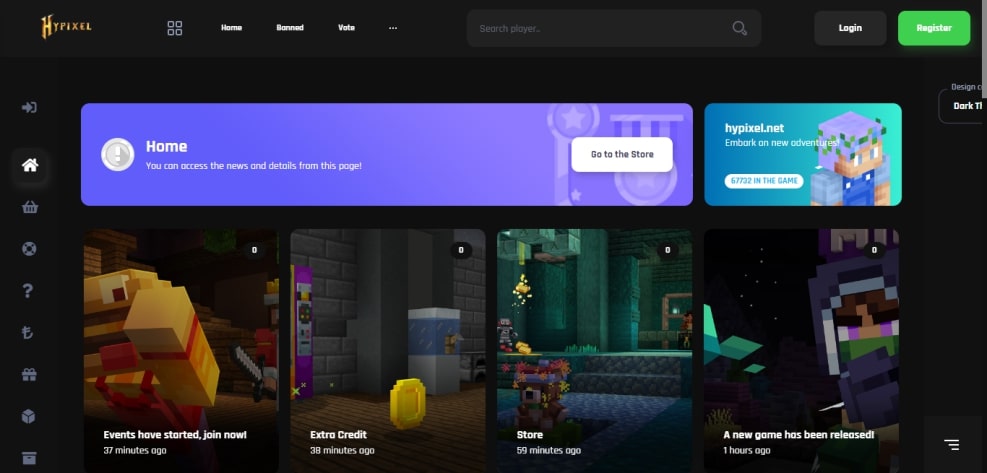 HYPIXEL
Home
Banned
Vote
...
Search player..
Login
Register
Design c
Dark Th
Home
You can access the news and details from this page!
Go to the Store
hypixel.net
Embark on new adventures!
67732 IN THE GAME
0
0
0
0
Events have started, join now!
37 minutes ago
Extra Credit
38 minutes ago
Store
59 minutes ago
A new game has been released!
1 hours ago